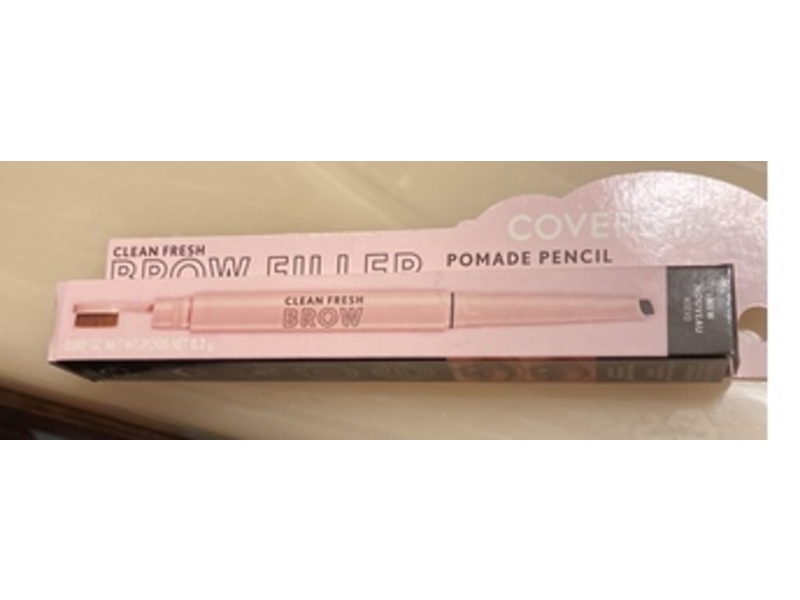 COVER
CLEAN FRESH
BROW FILLER
POMADE PENCIL
CLEAN FRESH
BROW
NEW
NOUVEAU